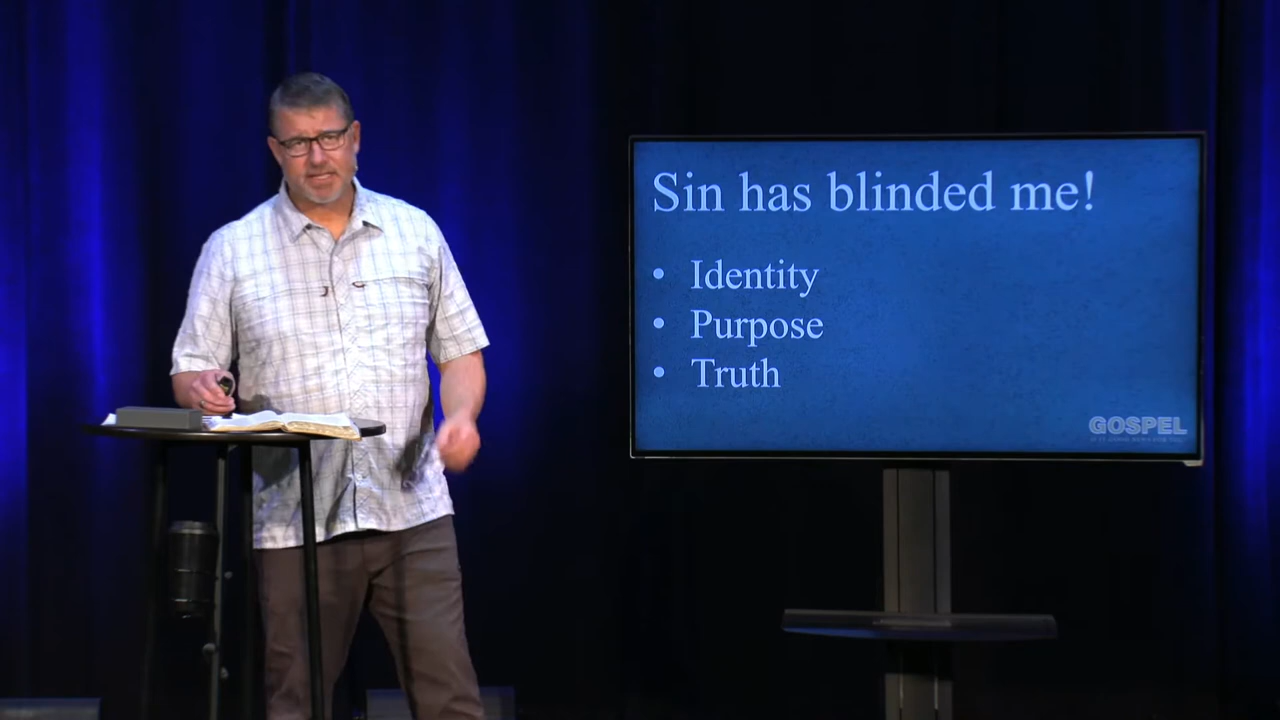 Sin has blinded me!
• Identity
• Purpose
• Truth
GOSPEL